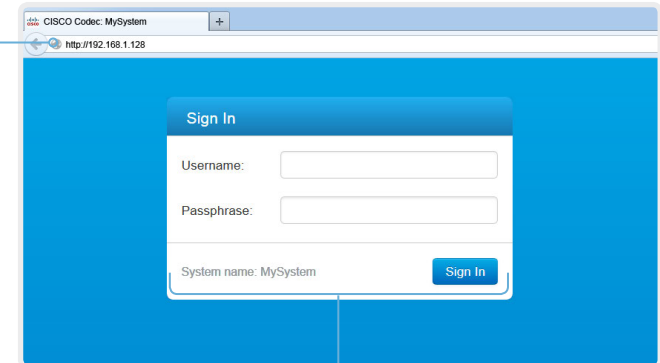 CISCO Codec: MySystem
+
http://192.168.1.128
Sign In
Username:
Passphrase:
System name: MySystem
Sign In